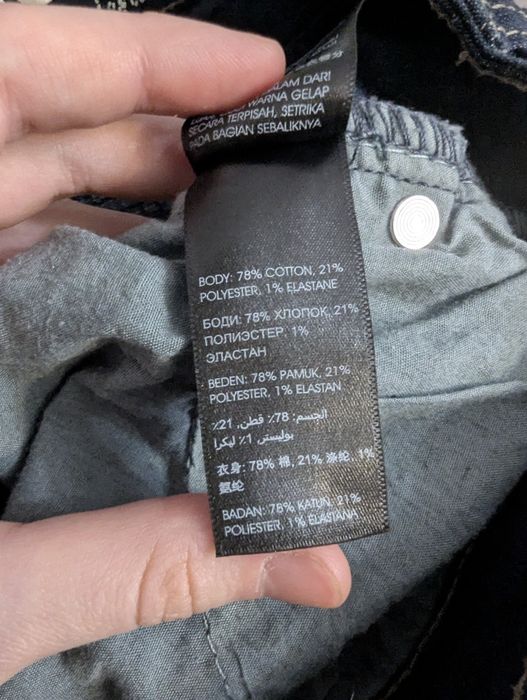 DALAM DARI
WARNA GELAP
SECARA TERPISAH, SETRIKA
PADA BAGIAN SEBALIKNYA
BODY: 78% COTTON, 21%
POLYESTER, 1% ELASTANE
БОДИ: 78% ХЛОПОК, 21%
ПОЛИЭСТЕР, 1%
ЭЛАСТАН
BEDEN: 78% PAMUK, 21%
POLYESTER, 1% ELASTAN
الجسم: 78٪ قطن، 21٪
بوليستر، 1٪ ليكرا
衣身: 78% 棉, 21% 涤纶, 1%
氨纶
BADAN: 78% KATUN, 21%
POLIESTER, 1% ELASTANA